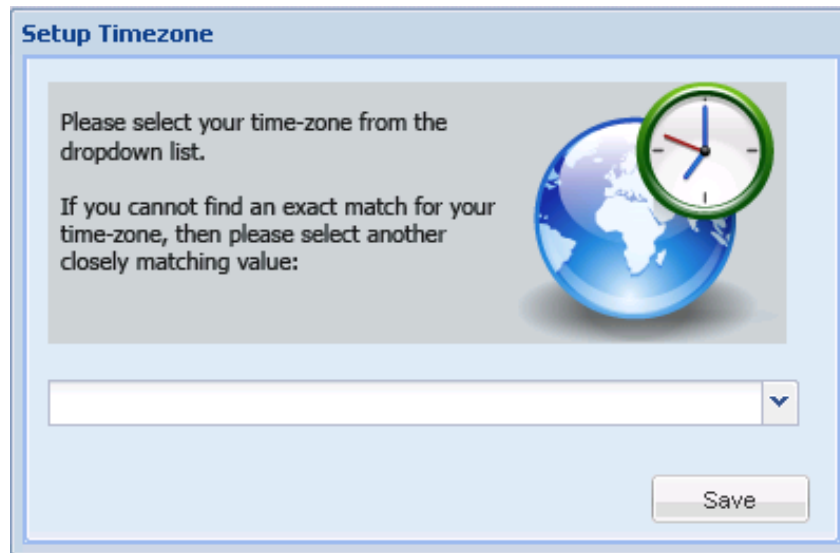 Setup Timezone
Please select your time-zone from the
dropdown list.
If you cannot find an exact match for your
time-zone, then please select another
closely matching value:
Save